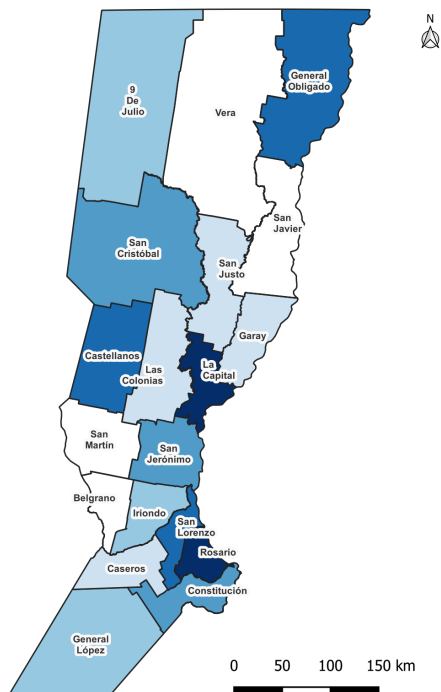 N
General
Obligado
9
De
Julio
Vera
San
Javier
San
Cristóbal
San
Justo
Garay
Castellanos
Las
Colonias
La
Capital
San
Martín
San
Jerónimo
Belgrano
Iriondo
San
Lorenzo
Rosario
Caseros
Constitución
General
López
0 50 100 150 km